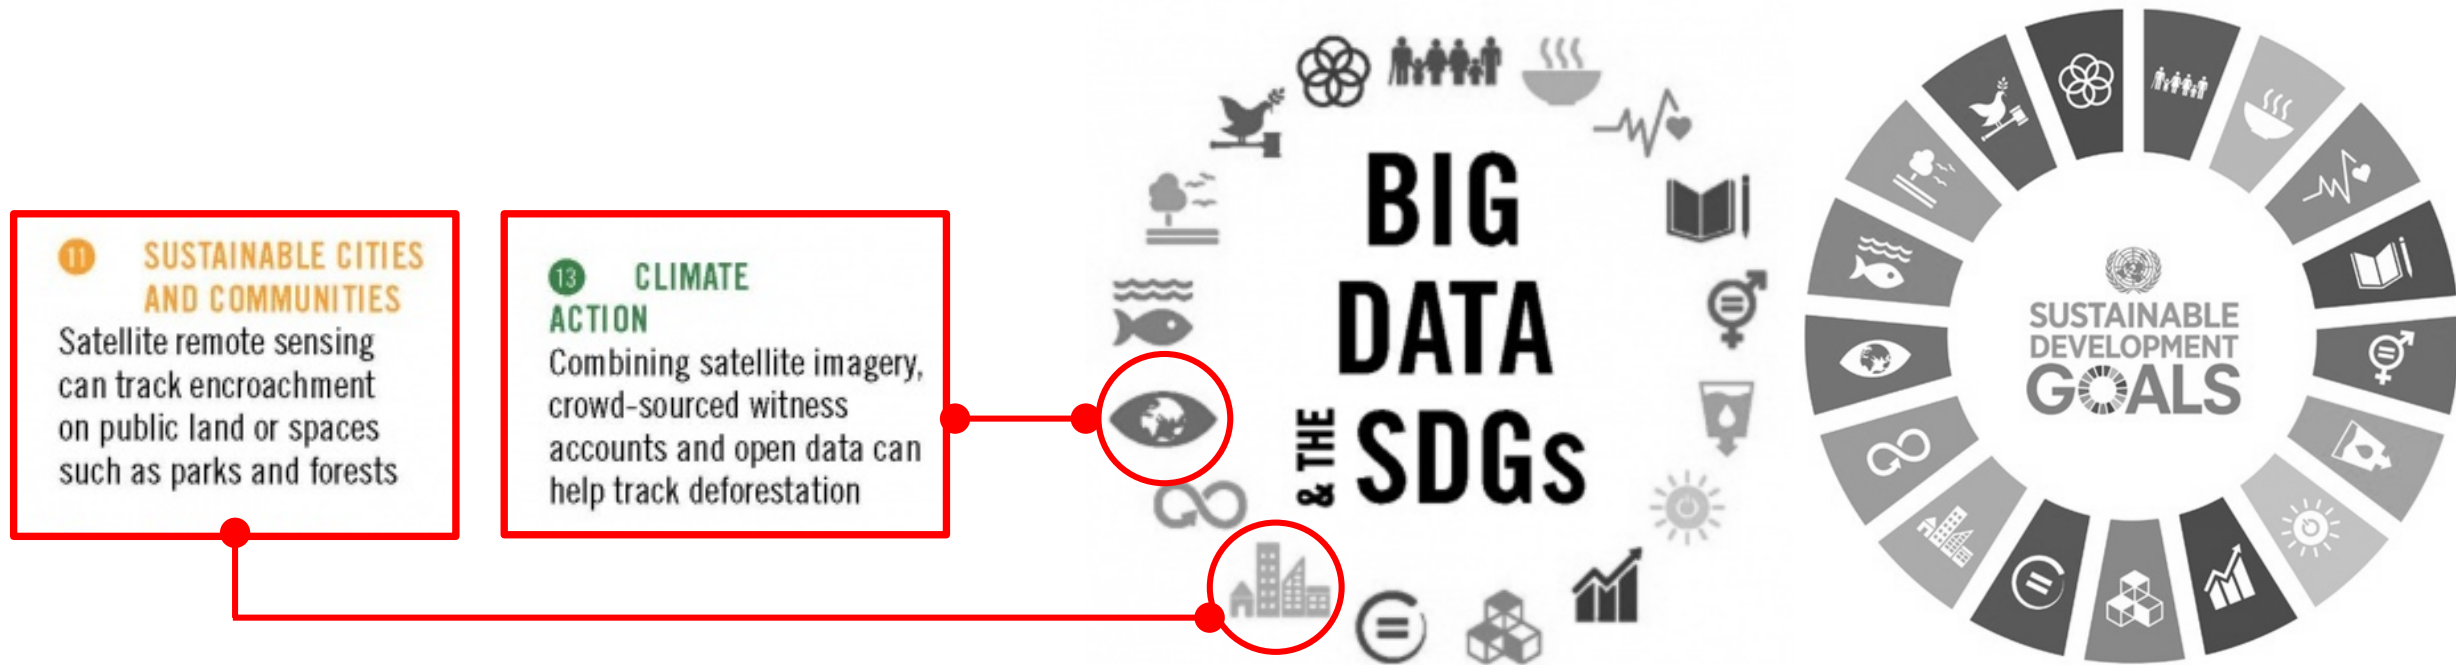 11 SUSTAINABLE CITIES
AND COMMUNITIES
Satellite remote sensing
can track encroachment
on public land or spaces
such as parks and forests
13 CLIMATE
ACTION
Combining satellite imagery,
crowd-sourced witness
accounts and open data can
help track deforestation
BIG
DATA
& THE SDGs
SUSTAINABLE
DEVELOPMENT
GOALS